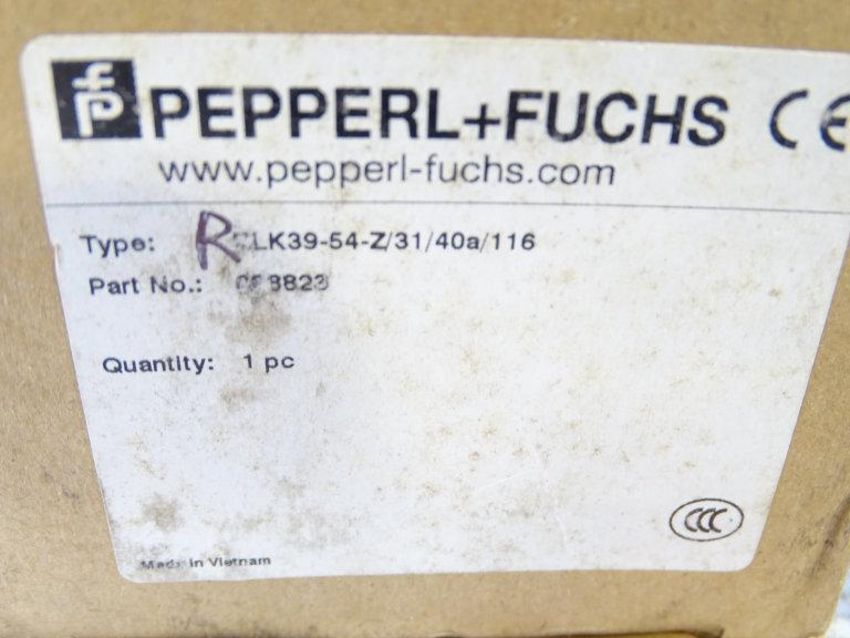 PEPPERL+FUCHS CE
www.pepperl-fuchs.com
Type: RLK39-54-Z/31/40a/116
Part No.:
Quantity: 1 pc
CCC
Made in Vietnam